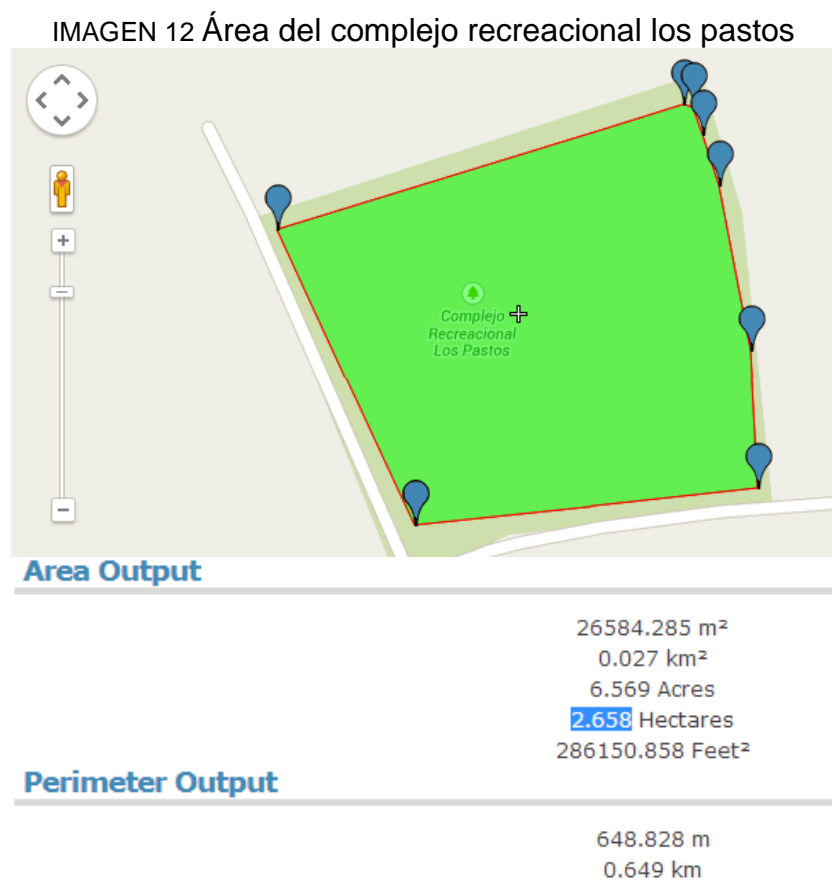 IMAGEN 12 Área del complejo recreacional los pastos
Complejo
Recreacional
Los Pastos
Area Output
26584.285 m²
0.027 km²
6.569 Acres
2.658 Hectares
286150.858 Feet²
Perimeter Output
648.828 m
0.649 km